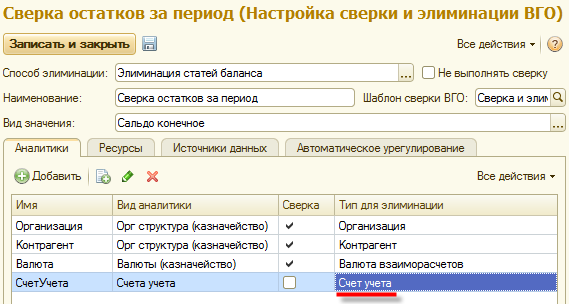 Сверка остатков за период (Настройка сверки и элиминации ВГО)
Записать и закрыть Все действия ?
Способ элиминации: Элиминация статей баланса ... Не выполнять сверку
Наименование: Сверка остатков за период Шаблон сверки ВГО: Сверка и элим
Вид значения: Сальдо конечное ...
Аналитики Ресурсы Источники данных Автоматическое урегулирование
Добавить Все действия
Имя Вид аналитики Сверка Тип для элиминации
Организация Орг структура (казначейство) Организация
Контрагент Орг структура (казначейство) Контрагент
Валюта Валюты (казначейство) Валюта взаиморасчетов
СчетУчета Счета учета Счет учета